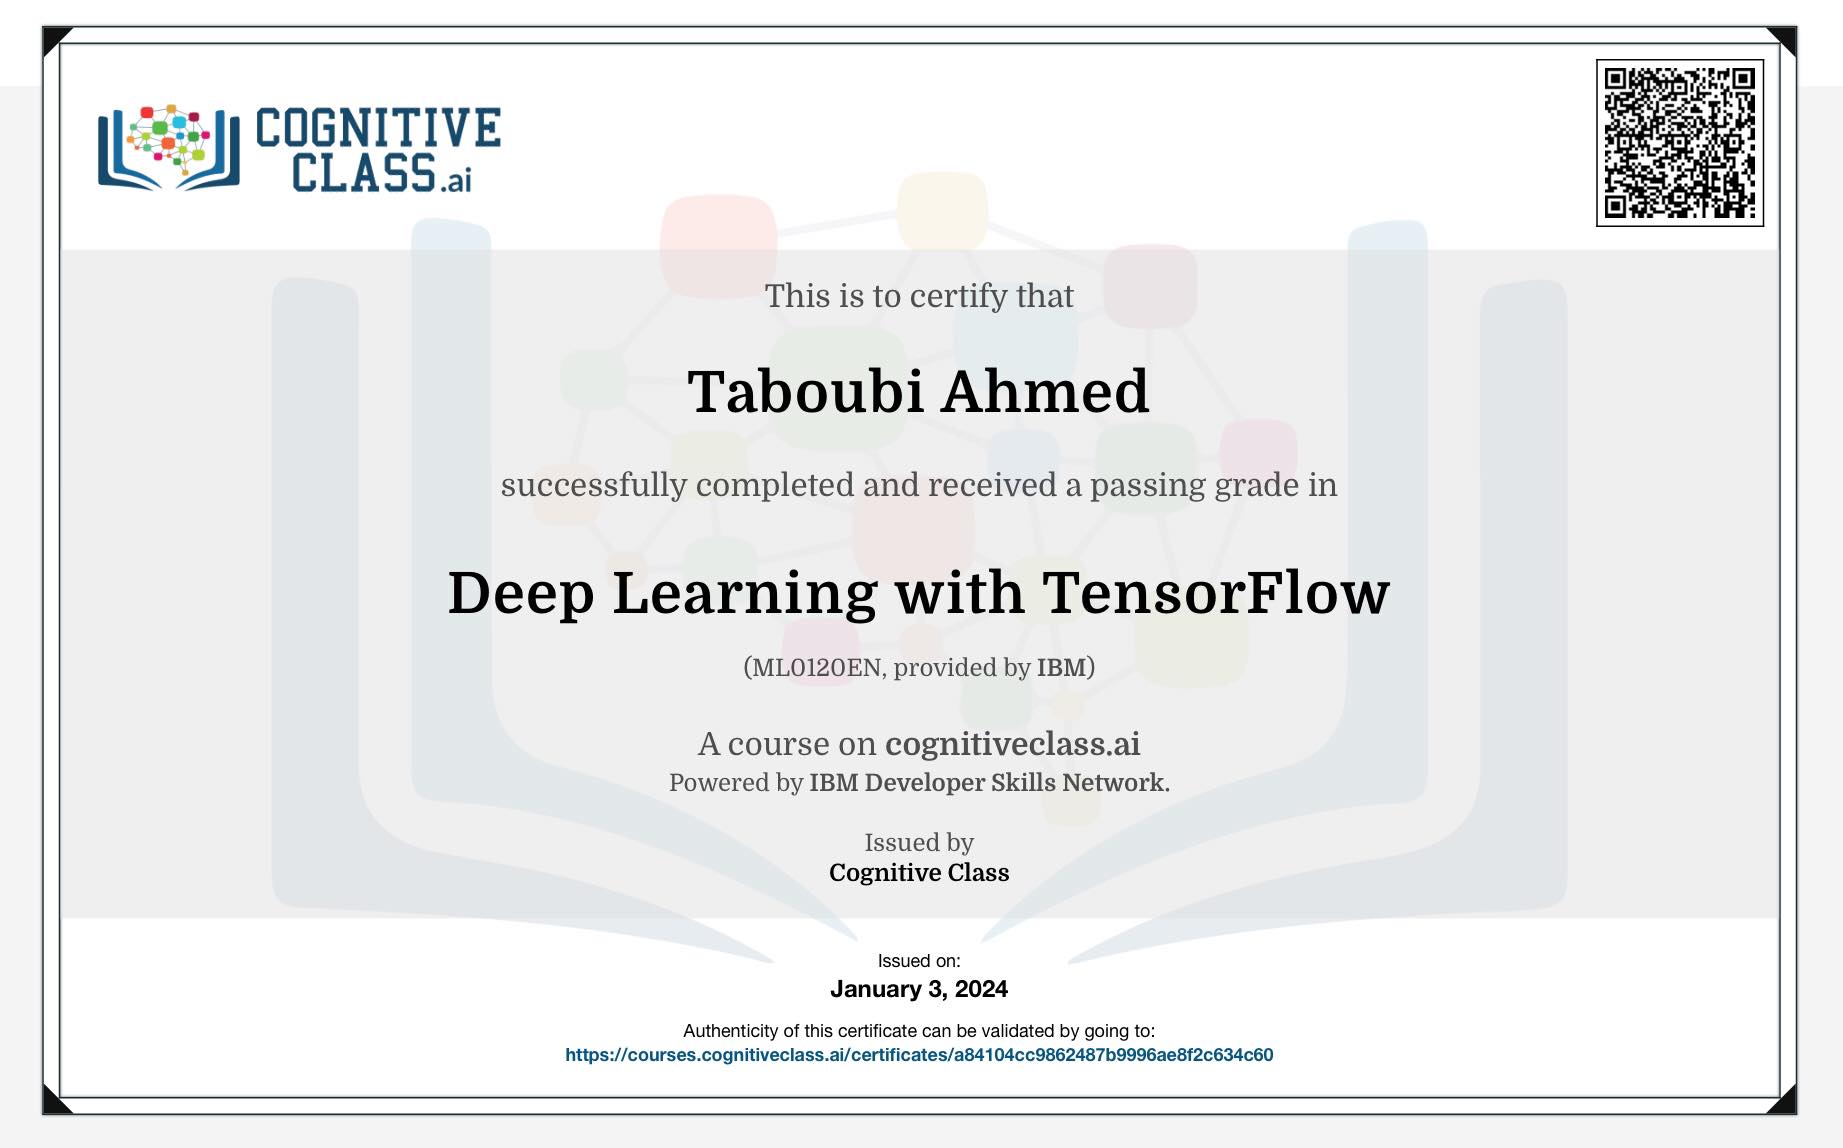 COGNITIVE
CLASS.ai
This is to certify that
Taboubi Ahmed
successfully completed and received a passing grade in
Deep Learning with TensorFlow
(ML0120EN, provided by IBM)
A course on cognitiveclass.ai
Powered by IBM Developer Skills Network.
Issued by
Cognitive Class
Issued on:
January 3, 2024
Authenticity of this certificate can be validated by going to:
https://courses.cognitiveclass.ai/certificates/a84104cc9862487b9996ae8f2c634c60